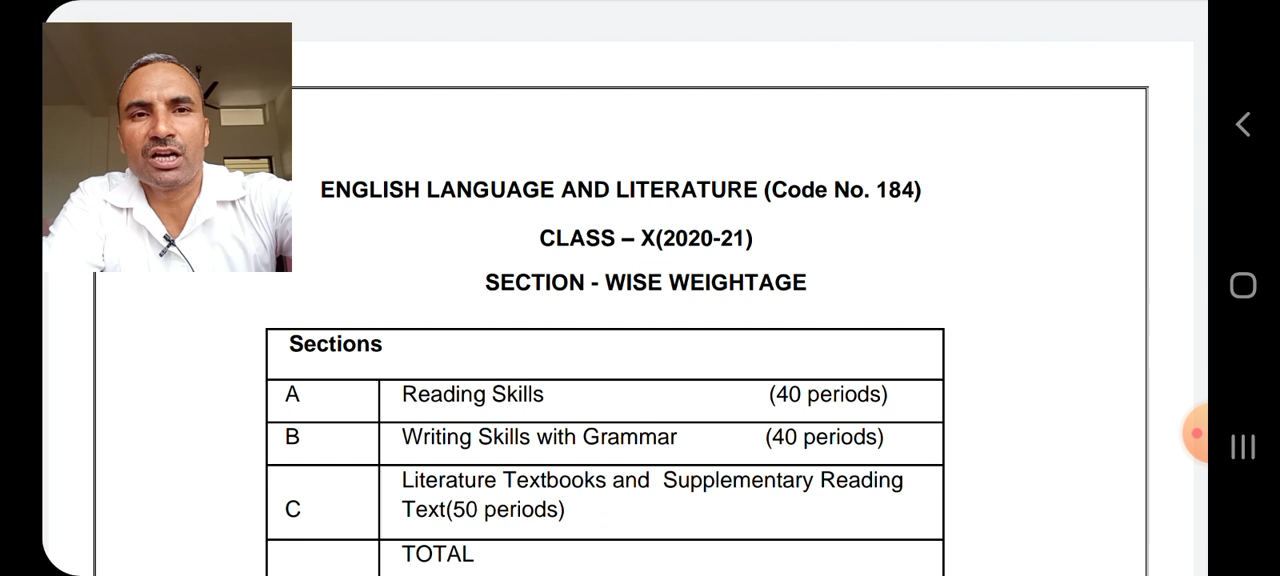 ENGLISH LANGUAGE AND LITERATURE (Code No. 184)
CLASS – X(2020-21)
SECTION - WISE WEIGHTAGE
Sections
A Reading Skills (40 periods)
B Writing Skills with Grammar (40 periods)
Literature Textbooks and Supplementary Reading
C Text(50 periods)
TOTAL